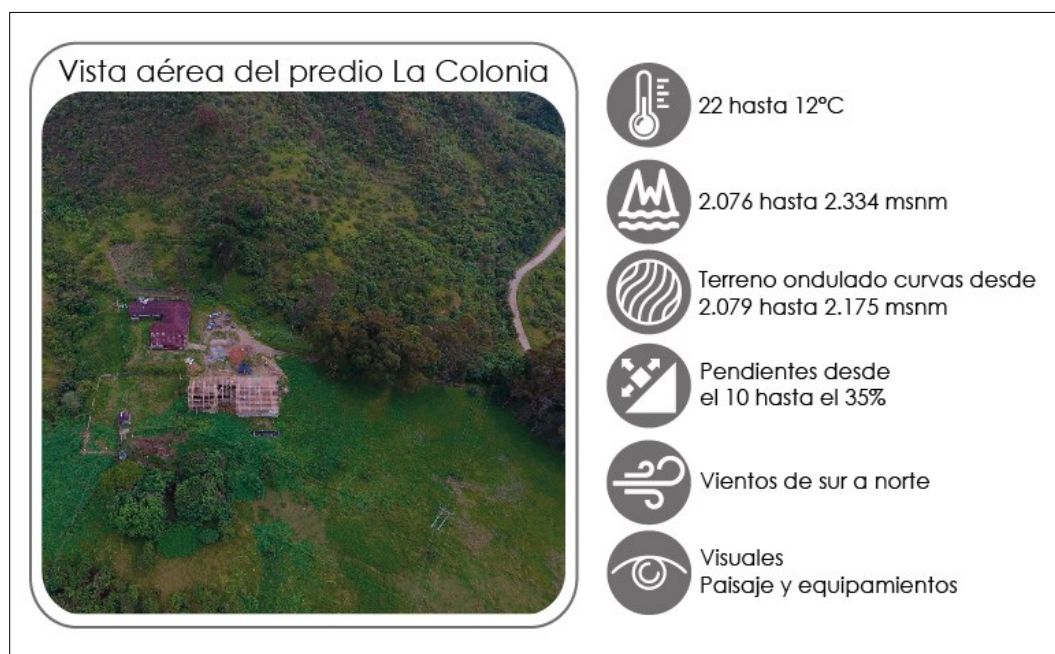 Vista aérea del predio La Colonia
22 hasta 12°C
2.076 hasta 2.334 msnm
Terreno ondulado curvas desde
2.079 hasta 2.175 msnm
Pendientes desde
el 10 hasta el 35%
Vientos de sur a norte
Visuales
Paisaje y equipamientos